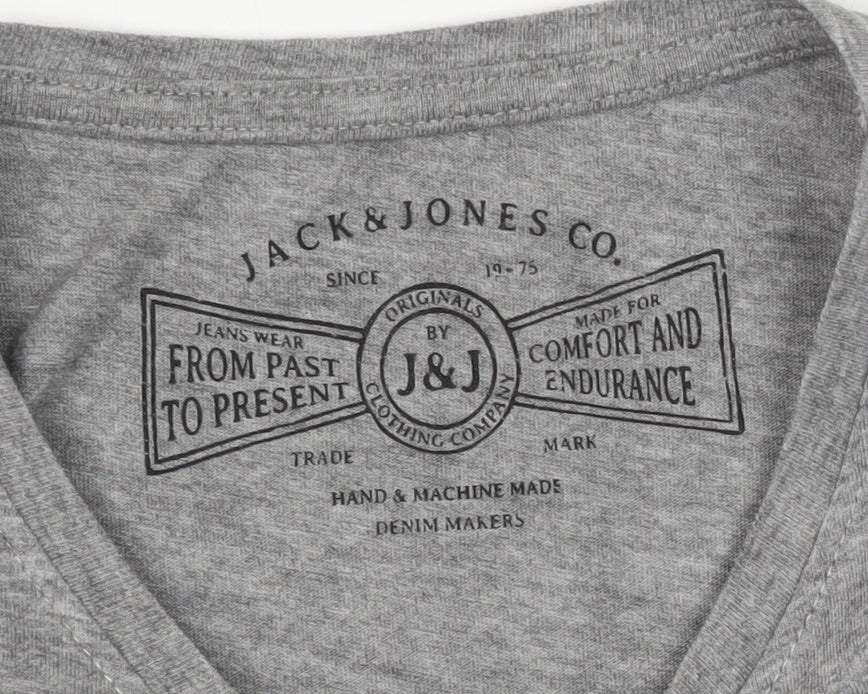 JACK & JONES CO.
SINCE 19-75
ORIGINALS
BY
J&J
CLOTHING COMPANY
JEANS WEAR
FROM PAST
TO PRESENT
MADE FOR
COMFORT AND
ENDURANCE
TRADE MARK
HAND & MACHINE MADE
DENIM MAKERS